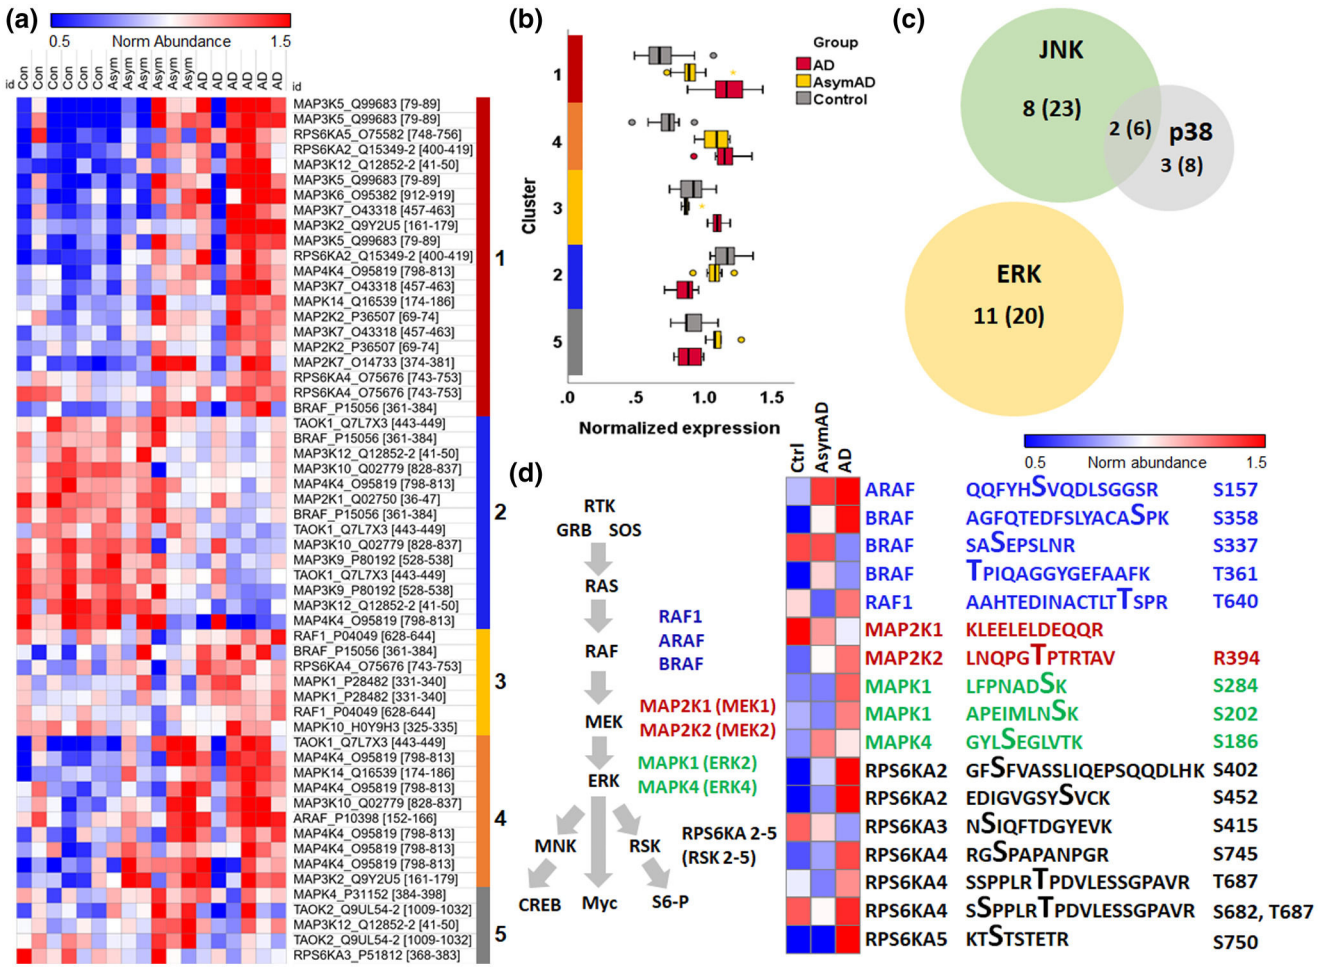 (a)
0.5 Norm Abundance 1.5
id
Con
Con
Con
Con
Con
Con
Asym
Asym
Asym
Asym
Asym
Asym
AD
AD
AD
AD
AD
AD
id
MAP3K5_Q99683 [79-89]
MAP3K5_Q99683 [79-89]
RPS6KA5_O75582 [748-756]
RPS6KA2_Q15349-2 [400-419]
MAP3K12_Q12852-2 [41-50]
MAP3K5_Q99683 [79-89]
MAP3K6_O95382 [912-919]
MAP3K7_O43318 [457-463]
MAP3K2_Q9Y2U5 [161-179]
MAP3K5_Q99683 [79-89]
RPS6KA2_Q15349-2 [400-419]
MAP4K4_O95819 [798-813]
MAP3K7_O43318 [457-463]
MAPK14_Q16539 [174-186]
MAP2K2_P36507 [69-74]
MAP3K7_O43318 [457-463]
MAP2K2_P36507 [69-74]
MAP2K7_O14733 [374-381]
RPS6KA4_O75676 [743-753]
RPS6KA4_O75676 [743-753]
BRAF_P15056 [361-384]
TAOK1_Q7L7X3 [443-449]
BRAF_P15056 [361-384]
MAP3K12_Q12852-2 [41-50]
MAP3K10_Q02779 [828-837]
MAP4K4_O95819 [798-813]
MAP2K1_Q02750 [36-47]
BRAF_P15056 [361-384]
TAOK1_Q7L7X3 [443-449]
MAP3K10_Q02779 [828-837]
MAP3K9_P80192 [528-538]
TAOK1_Q7L7X3 [443-449]
MAP3K9_P80192 [528-538]
MAP3K12_Q12852-2 [41-50]
MAP4K4_O95819 [798-813]
RAF1_P04049 [628-644]
BRAF_P15056 [361-384]
RPS6KA4_O75676 [743-753]
MAPK1_P28482 [331-340]
MAPK1_P28482 [331-340]
RAF1_P04049 [628-644]
MAPK10_H0Y9H3 [325-335]
TAOK1_Q7L7X3 [443-449]
MAP4K4_O95819 [798-813]
MAPK14_Q16539 [174-186]
MAP4K4_O95819 [798-813]
MAP3K10_Q02779 [828-837]
ARAF_P10398 [152-166]
MAP4K4_O95819 [798-813]
MAP4K4_O95819 [798-813]
MAP4K4_O95819 [798-813]
MAP3K2_Q9Y2U5 [161-179]
MAPK4_P31152 [384-398]
TAOK2_Q9UL54-2 [1009-1032]
MAP3K12_Q12852-2 [41-50]
TAOK2_Q9UL54-2 [1009-1032]
RPS6KA3_P51812 [368-383]
1
2
3
4
5
(b)
Cluster
1
4
3
2
5
Group
AD
AsymAD
Control
.0 .5 1.0 1.5
Normalized expression
(c)
JNK
8 (23)
2 (6)
p38
3 (8)
ERK
11 (20)
(d)
RTK
GRB SOS
RAS
RAF
MEK
ERK
MNK
RSK
CREB
Myc
S6-P
RAF1
ARAF
BRAF
MAP2K1 (MEK1)
MAP2K2 (MEK2)
MAPK1 (ERK2)
MAPK4 (ERK4)
RPS6KA 2-5
(RSK 2-5)
Ctrl
AsymAD
AD
0.5 Norm abundance 1.5
ARAF QQFYHSVQDLSGGSR S157
BRAF AGFQTEDFSLYACASPK S358
BRAF SASEPSLNR S337
BRAF TPIQAGGYGEFAAFK T361
RAF1 AAHTEDINACTLTTSPR T640
MAP2K1 KLEELELDEQQR
MAP2K2 LNQPGTPTRTAV R394
MAPK1 LFPNADSK S284
MAPK1 APEIMLNSK S202
MAPK4 GYLSEGLVTK S186
RPS6KA2 GFSFVASSLIQEPSQQDLHK S402
RPS6KA2 EDIGVGSYSVCK S452
RPS6KA3 NSIQFTDGYEVK S415
RPS6KA4 RGSPAPANPGR S745
RPS6KA4 SSPPLRTPDVLESSGPAVR T687
RPS6KA4 SSPPLRTPDVLESSGPAVR S682, T687
RPS6KA5 KTSTSTETR S750